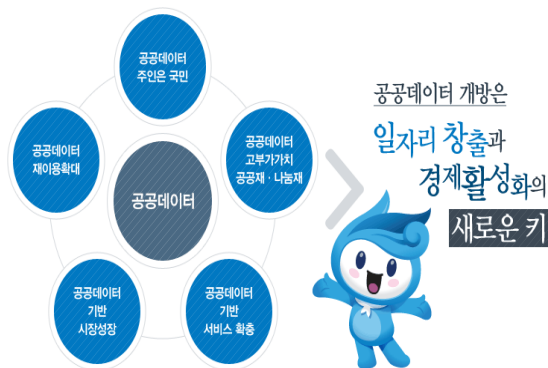 공공데이터
주인은 국민
공공데이터
재이용확대
공공데이터
고부가가치
공공재 · 나눔재
공공데이터
공공데이터
기반
시장성장
공공데이터
기반
서비스 확충
공공데이터 개방은
일자리 창출과
경제활성화의
새로운 키